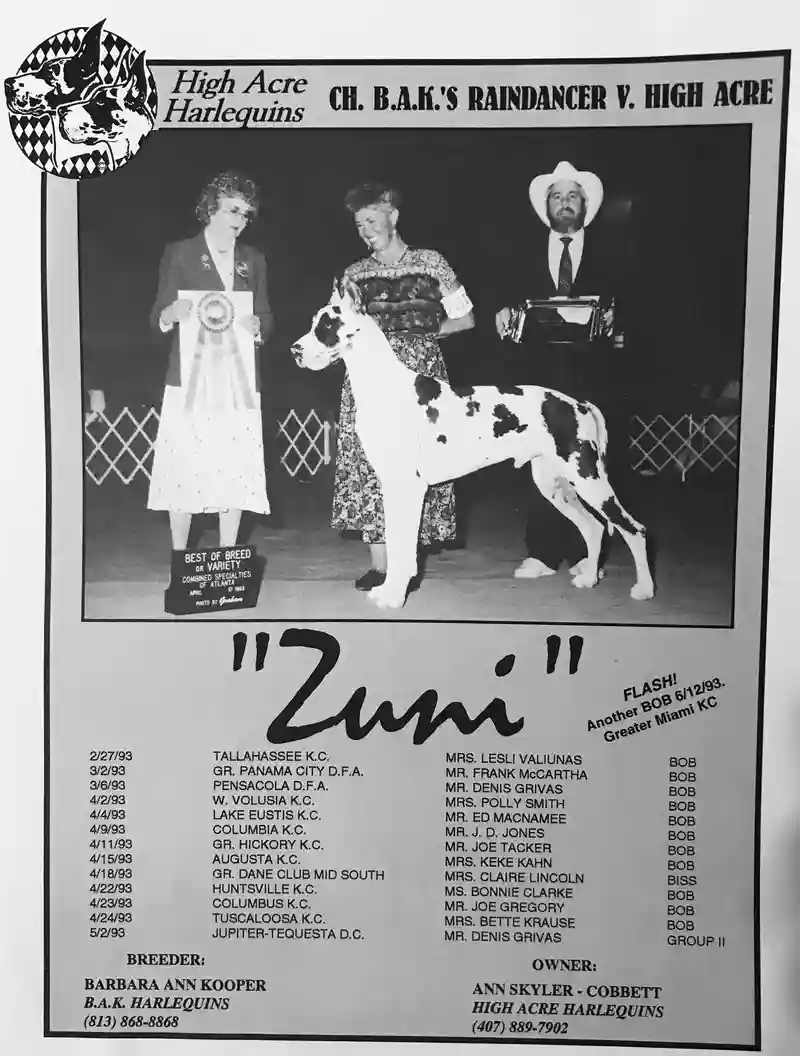 High Acre
Harlequins
CH. B.A.K.'S RAINDANCER V. HIGH ACRE
BEST OF BREED
OR VARIETY
COMBINED SPECIALTIES
OF ATLANTA
APRIL © 1993
PHOTO BY Graham
"Zuni"
FLASH!
Another BOB 6/12/93.
Greater Miami KC
2/27/93 TALLAHASSEE K.C. MRS. LESLI VALIUNAS BOB
3/2/93 GR. PANAMA CITY D.F.A. MR. FRANK McCARTHA BOB
3/6/93 PENSACOLA D.F.A. MR. DENIS GRIVAS BOB
4/2/93 W. VOLUSIA K.C. MRS. POLLY SMITH BOB
4/4/93 LAKE EUSTIS K.C. MR. ED MACNAMEE BOB
4/9/93 COLUMBIA K.C. MR. J. D. JONES BOB
4/11/93 GR. HICKORY K.C. MR. JOE TACKER BOB
4/15/93 AUGUSTA K.C. MRS. KEKE KAHN BOB
4/18/93 GR. DANE CLUB MID SOUTH MRS. CLAIRE LINCOLN BISS
4/22/93 HUNTSVILLE K.C. MS. BONNIE CLARKE BOB
4/23/93 COLUMBUS K.C. MR. JOE GREGORY BOB
4/24/93 TUSCALOOSA K.C. MRS. BETTE KRAUSE BOB
5/2/93 JUPITER-TEQUESTA D.C. MR. DENIS GRIVAS GROUP II
BREEDER:
BARBARA ANN KOOPER
B.A.K. HARLEQUINS
(813) 868-8868
OWNER:
ANN SKYLER - COBBETT
HIGH ACRE HARLEQUINS
(407) 889-7902